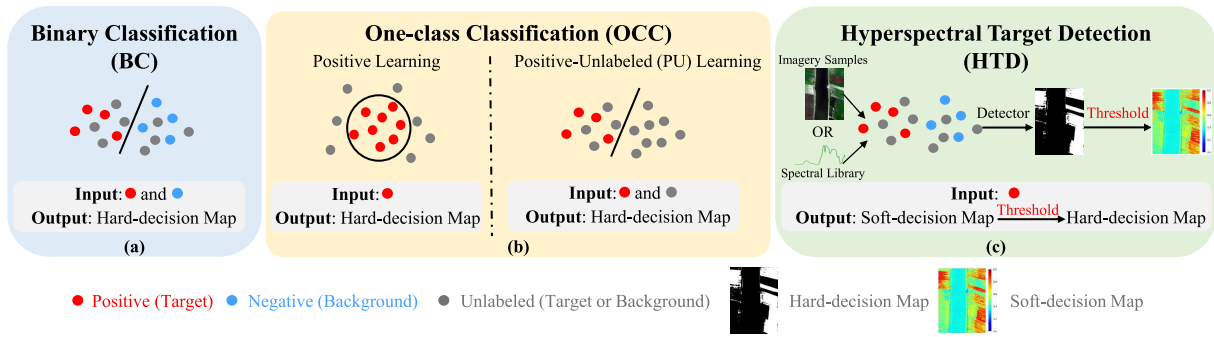 Binary Classification
(BC)
Input: and
Output: Hard-decision Map
(a)
One-class Classification (OCC)
Positive Learning
Input:
Output: Hard-decision Map
Positive-Unlabeled (PU) Learning
Input: and
Output: Hard-decision Map
(b)
Hyperspectral Target Detection
(HTD)
Imagery Samples
OR
Spectral Library
Detector
Threshold
Input:
Output: Soft-decision Map Threshold Hard-decision Map
(c)
Positive (Target)
Negative (Background)
Unlabeled (Target or Background)
Hard-decision Map
Soft-decision Map